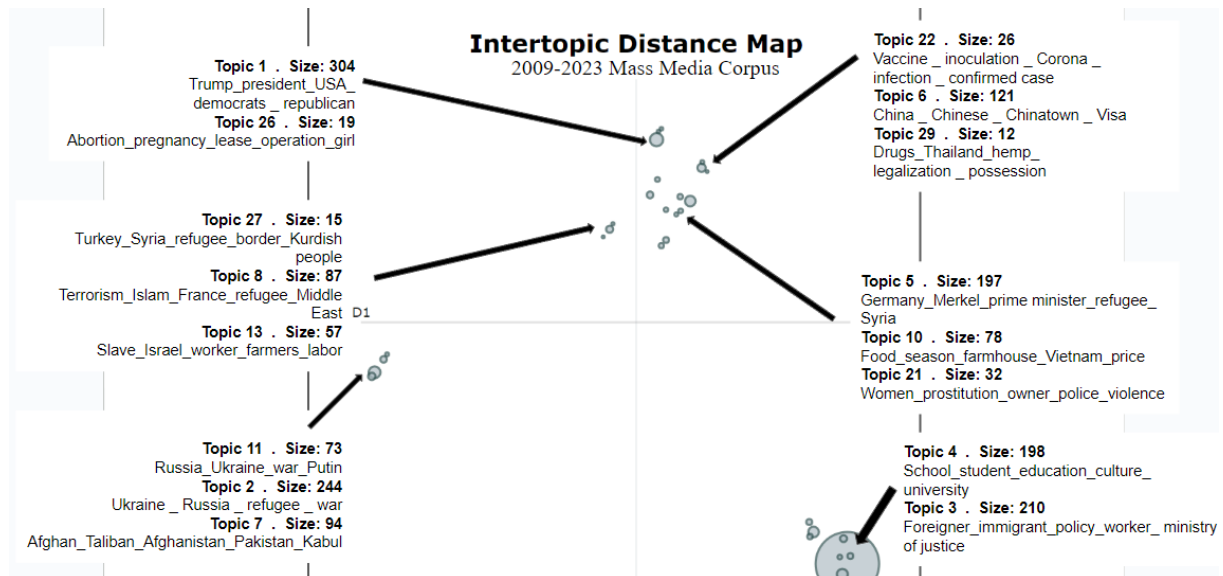 Intertopic Distance Map
2009-2023 Mass Media Corpus
Topic 1 . Size: 304
Trump_president_USA_
democrats _ republican
Topic 26 . Size: 19
Abortion_pregnancy_lease_operation_girl
Topic 22 . Size: 26
Vaccine _ inoculation _ Corona _
infection _ confirmed case
Topic 6 . Size: 121
China _ Chinese _ Chinatown _ Visa
Topic 29 . Size: 12
Drugs_Thailand_hemp_
legalization _ possession
Topic 27 . Size: 15
Turkey_Syria_refugee_border_Kurdish
people
Topic 8 . Size: 87
Terrorism_Islam_France_refugee_Middle
East
Topic 13 . Size: 57
Slave_Israel_worker_farmers_labor
D1
Topic 5 . Size: 197
Germany_Merkel_prime minister_refugee_
Syria
Topic 10 . Size: 78
Food_season_farmhouse_Vietnam_price
Topic 21 . Size: 32
Women_prostitution_owner_police_violence
Topic 11 . Size: 73
Russia_Ukraine_war_Putin
Topic 2 . Size: 244
Ukraine _ Russia _ refugee _ war
Topic 7 . Size: 94
Afghan_Taliban_Afghanistan_Pakistan_Kabul
Topic 4 . Size: 198
School_student_education_culture_
university
Topic 3 . Size: 210
Foreigner_immigrant_policy_worker_ ministry
of justice